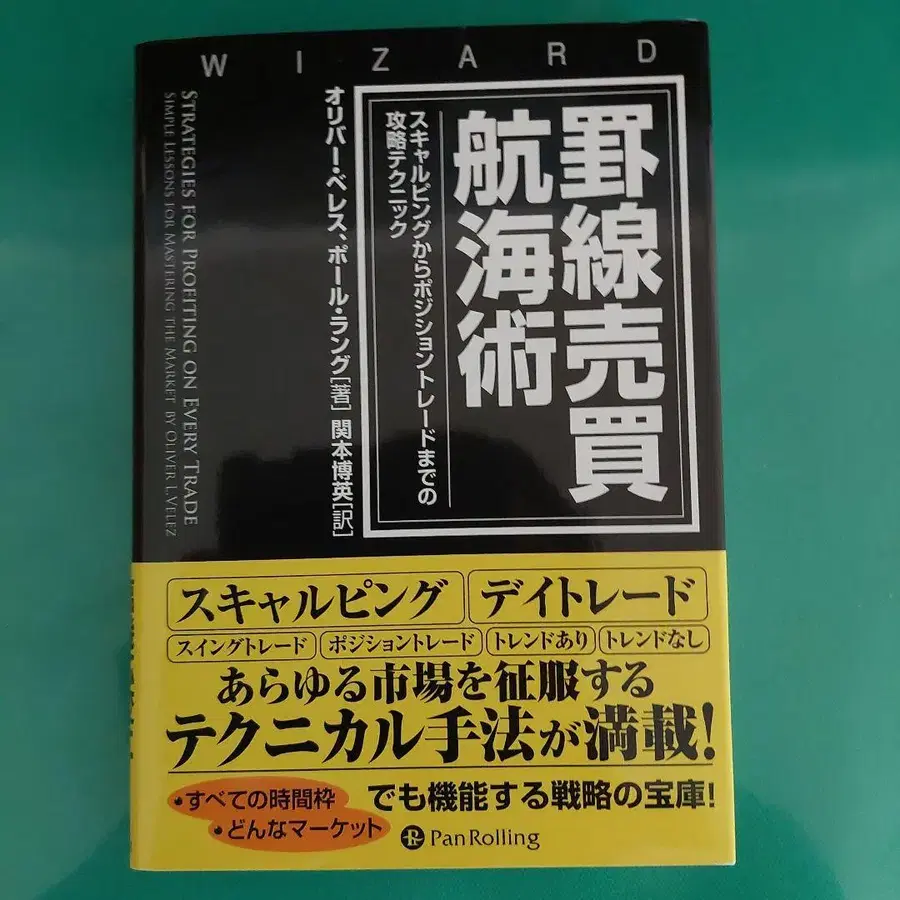 WIZARD
罫線売買
航海術
スキャルピングからポジショントレードまでの
攻略テクニック
オリバー・ベレス、ポール・ラング[著] 関本博英[訳]
STRATEGIES FOR PROFITING ON EVERY TRADE
SIMPLE LESSONS FOR MASTERING THE MARKET BY OLIVER L.VELEZ
スキャルピング デイトレード
スイングトレード ポジショントレード トレンドあり トレンドなし
あらゆる市場を征服する
テクニカル手法が満載!
・すべての時間枠
・どんなマーケット
でも機能する戦略の宝庫!
PanRolling